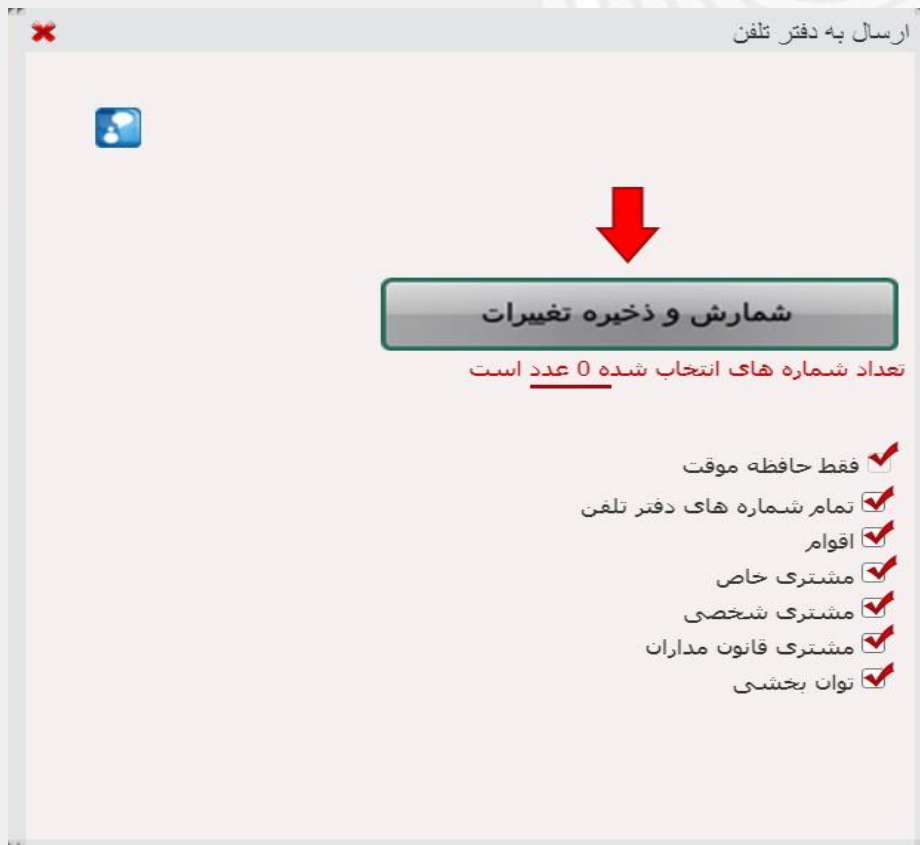 ارسال به دفتر تلفن
شمارش و ذخیره تغییرات
تعداد شماره های انتخاب شده 0 عدد است
فقط حافظه موقت
تمام شماره های دفتر تلفن
اقوام
مشتری خاص
مشتری شخصی
مشتری قانون مداران
توان بخشی